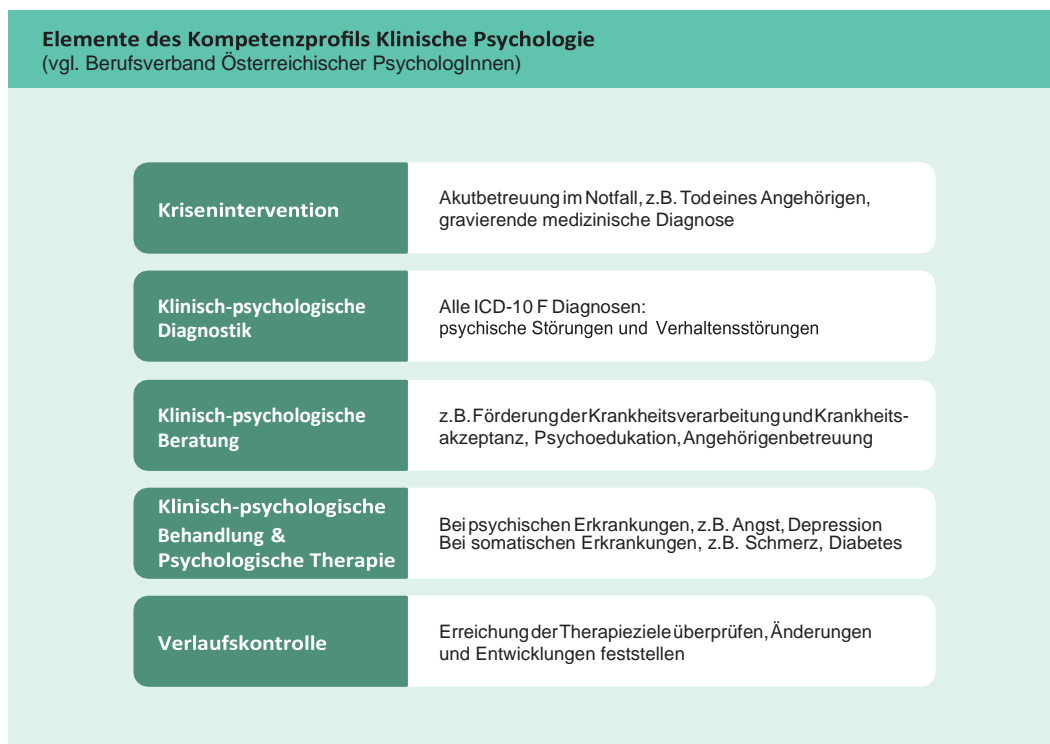 Elemente des Kompetenzprofils Klinische Psychologie
(vgl. Berufsverband Österreichischer PsychologInnen)
Krisenintervention
Akutbetreuung im Notfall, z.B. Tod eines Angehörigen,
gravierende medizinische Diagnose
Klinisch-psychologische
Diagnostik
Alle ICD-10 F Diagnosen:
psychische Störungen und Verhaltensstörungen
Klinisch-psychologische
Beratung
z.B. Förderung der Krankheitsverarbeitung und Krankheits-
akzeptanz, Psychoedukation, Angehörigenbetreuung
Klinisch-psychologische
Behandlung &
Psychologische Therapie
Bei psychischen Erkrankungen, z.B. Angst, Depression
Bei somatischen Erkrankungen, z.B. Schmerz, Diabetes
Verlaufskontrolle
Erreichung der Therapieziele überprüfen, Änderungen
und Entwicklungen feststellen